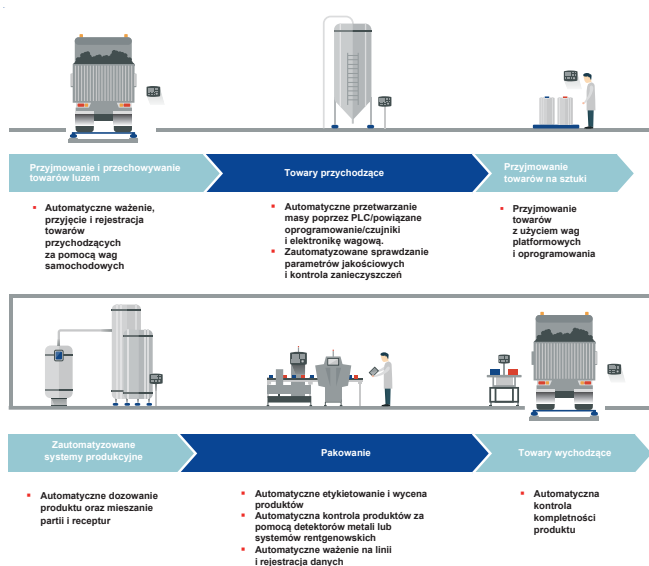 Przyjmowanie i przechowywanie
towarów luzem
Towary przychodzące
Przyjmowanie
towarów na sztuki
Automatyczne ważenie,
przyjęcie i rejestracja
towarów
przychodzących
za pomocą wag
samochodowych
Automatyczne przetwarzanie
masy poprzez PLC/powiązane
oprogramowanie/czujniki
i elektronikę wagową.
Zautomatyzowane sprawdzanie
parametrów jakościowych
i kontrola zanieczyszczeń
Przyjmowanie
towarów
z użyciem wag
platformowych
i oprogramowania
Zautomatyzowane
systemy produkcyjne
Pakowanie
Towary wychodzące
Automatyczne dozowanie
produktu oraz mieszanie
partii i receptur
Automatyczne etykietowanie i wycena
produktów
Automatyczna kontrola produktów za
pomocą detektorów metali lub
systemów rentgenowskich
Automatyczne ważenie na linii
i rejestracja danych
Automatyczna
kontrola
kompletności
produktu